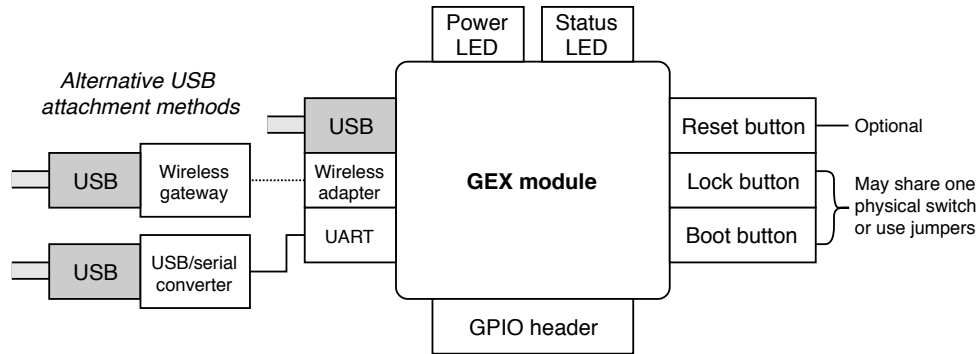 Power
LED
Status
LED
Alternative USB
attachment methods
USB
Wireless
adapter
UART
USB
Wireless
gateway
USB
USB/serial
converter
GEX module
Reset button
Lock button
Boot button
Optional
May share one
physical switch
or use jumpers
GPIO header